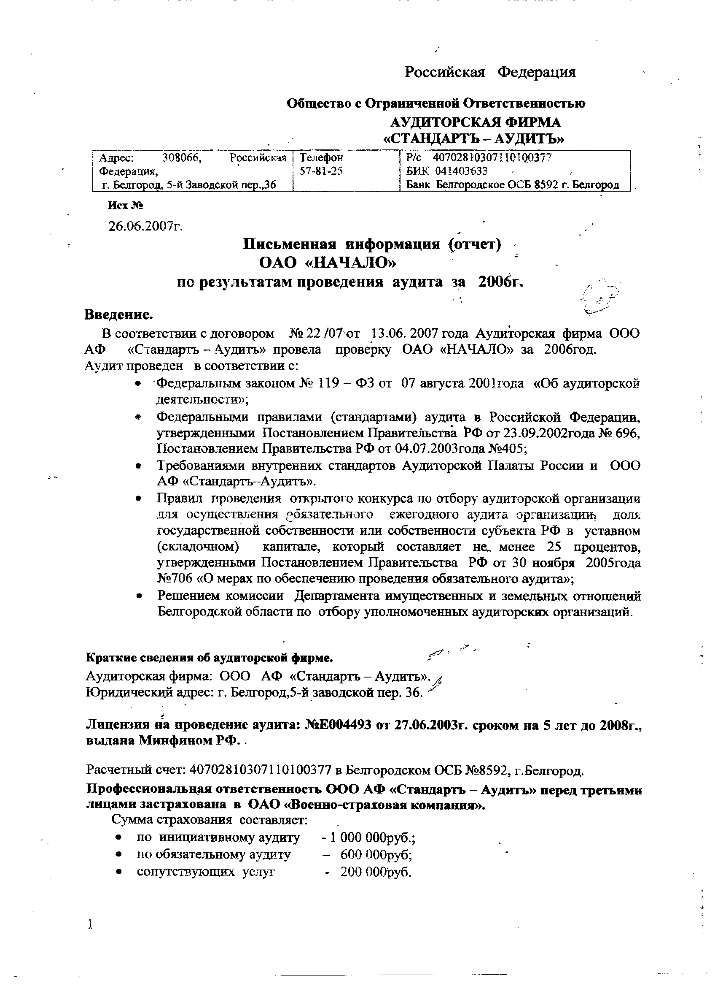 Российская Федерация
Общество с Ограниченной Ответственностью
АУДИТОРСКАЯ ФИРМА
«СТАНДАРТЪ – АУДИТЪ»
Адрес: 308066, Российская Федерация,
г. Белгород, 5-й Заводской пер.,36
Телефон
57-81-25
Р/с 40702810307110100377
БИК 041403633
Банк Белгородское ОСБ 8592 г. Белгород
Исх №
26.06.2007г.
Письменная информация (отчет)
ОАО «НАЧАЛО»
по результатам проведения аудита за 2006г.
Введение.
В соответствии с договором № 22 /07 от 13.06. 2007 года Аудиторская фирма ООО
АФ «Стандартъ – Аудитъ» провела проверку ОАО «НАЧАЛО» за 2006год.
Аудит проведен в соответствии с:
• Федеральным законом № 119 – ФЗ от 07 августа 2001года «Об аудиторской
деятельности»;
• Федеральными правилами (стандартами) аудита в Российской Федерации,
утвержденными Постановлением Правительства РФ от 23.09.2002года № 696,
Постановлением Правительства РФ от 04.07.2003года №405;
• Требованиями внутренних стандартов Аудиторской Палаты России и ООО
АФ «Стандартъ–Аудитъ».
• Правил проведения открытого конкурса по отбору аудиторской организации
для осуществления обязательного ежегодного аудита организации, доля
государственной собственности или собственности субъекта РФ в уставном
(складочном) капитале, который составляет не менее 25 процентов,
утвержденными Постановлением Правительства РФ от 30 ноября 2005года
№706 «О мерах по обеспечению проведения обязательного аудита»;
• Решением комиссии Департамента имущественных и земельных отношений
Белгородской области по отбору уполномоченных аудиторских организаций.
Краткие сведения об аудиторской фирме.
Аудиторская фирма: ООО АФ «Стандартъ – Аудитъ».
Юридический адрес: г. Белгород,5-й заводской пер. 36.
Лицензия на проведение аудита: №Е004493 от 27.06.2003г. сроком на 5 лет до 2008г.,
выдана Минфином РФ. .
Расчетный счет: 40702810307110100377 в Белгородском ОСБ №8592, г.Белгород.
Профессиональная ответственность ООО АФ «Стандартъ – Аудитъ» перед третьими
лицами застрахована в ОАО «Военно-страховая компания».
Сумма страхования составляет:
• по инициативному аудиту - 1 000 000руб.;
• по обязательному аудиту – 600 000руб;
• сопутствующих услуг - 200 000руб.
1